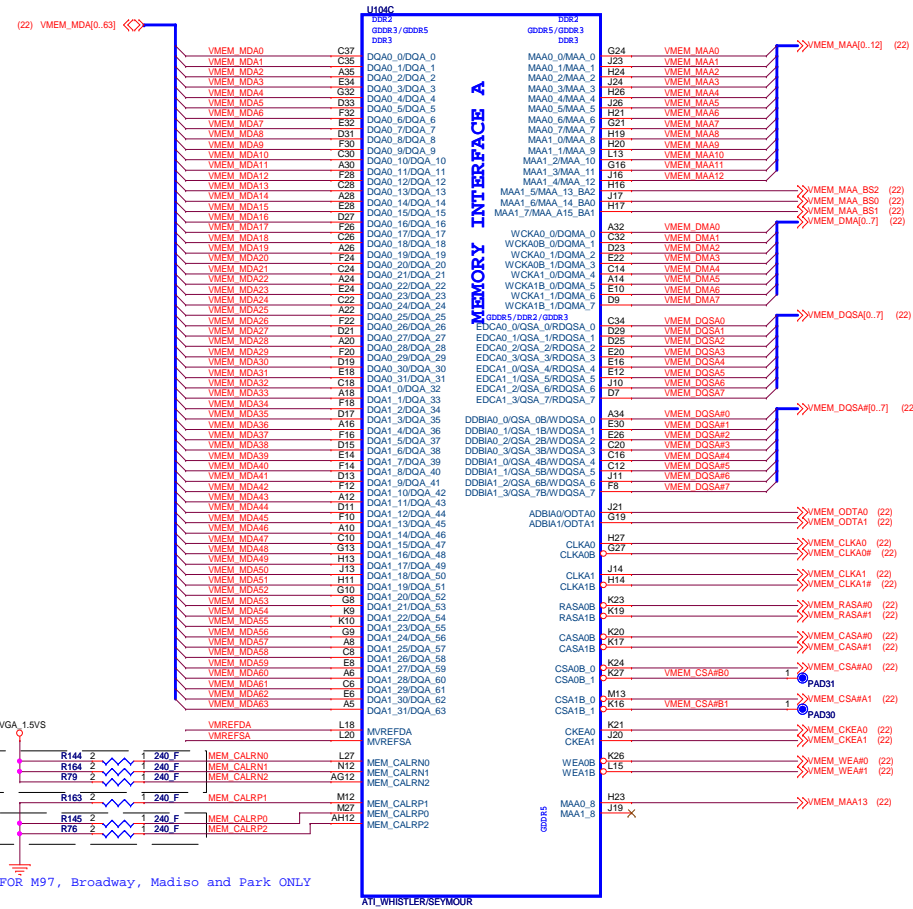 U104C
(22) VMEM_MDA[0..63]
DDR2
GDDR3/GDDR5
DDR3
DDR2
GDDR5/GDDR3
DDR3
VMEM_MDA0 C37 DQA0_0/DQA_0
VMEM_MDA1 C35 DQA0_1/DQA_1
VMEM_MDA2 A35 DQA0_2/DQA_2
VMEM_MDA3 E34 DQA0_3/DQA_3
VMEM_MDA4 G32 DQA0_4/DQA_4
VMEM_MDA5 D33 DQA0_5/DQA_5
VMEM_MDA6 F32 DQA0_6/DQA_6
VMEM_MDA7 E32 DQA0_7/DQA_7
VMEM_MDA8 D31 DQA0_8/DQA_8
VMEM_MDA9 F30 DQA0_9/DQA_9
VMEM_MDA10 C30 DQA0_10/DQA_10
VMEM_MDA11 A30 DQA0_11/DQA_11
VMEM_MDA12 F28 DQA0_12/DQA_12
VMEM_MDA13 C28 DQA0_13/DQA_13
VMEM_MDA14 A28 DQA0_14/DQA_14
VMEM_MDA15 E28 DQA0_15/DQA_15
VMEM_MDA16 D27 DQA0_16/DQA_16
VMEM_MDA17 F26 DQA0_17/DQA_17
VMEM_MDA18 C26 DQA0_18/DQA_18
VMEM_MDA19 A26 DQA0_19/DQA_19
VMEM_MDA20 F24 DQA0_20/DQA_20
VMEM_MDA21 C24 DQA0_21/DQA_21
VMEM_MDA22 A24 DQA0_22/DQA_22
VMEM_MDA23 E24 DQA0_23/DQA_23
VMEM_MDA24 C22 DQA0_24/DQA_24
VMEM_MDA25 A22 DQA0_25/DQA_25
VMEM_MDA26 F22 DQA0_26/DQA_26
VMEM_MDA27 D21 DQA0_27/DQA_27
VMEM_MDA28 A20 DQA0_28/DQA_28
VMEM_MDA29 F20 DQA0_29/DQA_29
VMEM_MDA30 D19 DQA0_30/DQA_30
VMEM_MDA31 E18 DQA0_31/DQA_31
VMEM_MDA32 C18 DQA1_0/DQA_32
VMEM_MDA33 A18 DQA1_1/DQA_33
VMEM_MDA34 F18 DQA1_2/DQA_34
VMEM_MDA35 D17 DQA1_3/DQA_35
VMEM_MDA36 A16 DQA1_4/DQA_36
VMEM_MDA37 F16 DQA1_5/DQA_37
VMEM_MDA38 D15 DQA1_6/DQA_38
VMEM_MDA39 E14 DQA1_7/DQA_39
VMEM_MDA40 F14 DQA1_8/DQA_40
VMEM_MDA41 D13 DQA1_9/DQA_41
VMEM_MDA42 F12 DQA1_10/DQA_42
VMEM_MDA43 A12 DQA1_11/DQA_43
VMEM_MDA44 D11 DQA1_12/DQA_44
VMEM_MDA45 F10 DQA1_13/DQA_45
VMEM_MDA46 A10 DQA1_14/DQA_46
VMEM_MDA47 C10 DQA1_15/DQA_47
VMEM_MDA48 G13 DQA1_16/DQA_48
VMEM_MDA49 H13 DQA1_17/DQA_49
VMEM_MDA50 J13 DQA1_18/DQA_50
VMEM_MDA51 H11 DQA1_19/DQA_51
VMEM_MDA52 G10 DQA1_20/DQA_52
VMEM_MDA53 G8 DQA1_21/DQA_53
VMEM_MDA54 K9 DQA1_22/DQA_54
VMEM_MDA55 K10 DQA1_23/DQA_55
VMEM_MDA56 G9 DQA1_24/DQA_56
VMEM_MDA57 A8 DQA1_25/DQA_57
VMEM_MDA58 C8 DQA1_26/DQA_58
VMEM_MDA59 E8 DQA1_27/DQA_59
VMEM_MDA60 A6 DQA1_28/DQA_60
VMEM_MDA61 C6 DQA1_29/DQA_61
VMEM_MDA62 E6 DQA1_30/DQA_62
VMEM_MDA63 A5 DQA1_31/DQA_63
VGA_1.5VS
VMREFDA L18 MVREFDA
VMREFSA L20 MVREFSA
R144 2 1 240_F MEM_CALRN0 L27 MEM_CALRN0
R164 2 1 240_F MEM_CALRN1 N12 MEM_CALRN1
R79 2 1 240_F MEM_CALRN2 AG12 MEM_CALRN2
R163 2 1 240_F MEM_CALRP1 M12 MEM_CALRP1
R145 2 1 240_F MEM_CALRP0 M27 MEM_CALRP0
R76 2 1 240_F MEM_CALRP2 AH12 MEM_CALRP2
FOR M97, Broadway, Madiso and Park ONLY
MEMORY INTERFACE A
MAA0_0/MAA_0 G24 VMEM_MAA0
VMEM_MAA[0..12] (22)
MAA0_1/MAA_1 J23 VMEM_MAA1
MAA0_2/MAA_2 H24 VMEM_MAA2
MAA0_3/MAA_3 J24 VMEM_MAA3
MAA0_4/MAA_4 H26 VMEM_MAA4
MAA0_5/MAA_5 J26 VMEM_MAA5
MAA0_6/MAA_6 H21 VMEM_MAA6
MAA0_7/MAA_7 G21 VMEM_MAA7
MAA1_0/MAA_8 H19 VMEM_MAA8
MAA1_1/MAA_9 H20 VMEM_MAA9
MAA1_2/MAA_10 L13 VMEM_MAA10
MAA1_3/MAA_11 G16 VMEM_MAA11
MAA1_4/MAA_12 J16 VMEM_MAA12
MAA1_5/MAA_13_BA2 H16 VMEM_MAA_BS2 (22)
MAA1_6/MAA_14_BA0 J17 VMEM_MAA_BS0 (22)
MAA1_7/MAA_A15_BA1 H17 VMEM_MAA_BS1 (22)
VMEM_DMA[0..7] (22)
WCKA0_0/DQMA_0 A32 VMEM_DMA0
WCKA0B_0/DQMA_1 C32 VMEM_DMA1
WCKA0_1/DQMA_2 D23 VMEM_DMA2
WCKA0B_1/DQMA_3 E22 VMEM_DMA3
WCKA1_0/DQMA_4 C14 VMEM_DMA4
WCKA1B_0/DQMA_5 A14 VMEM_DMA5
WCKA1_1/DQMA_6 E10 VMEM_DMA6
WCKA1B_1/DQMA_7 D9 VMEM_DMA7
GDDR5/DDR2/GDDR3
VMEM_DQSA[0..7] (22)
EDCA0_0/QSA_0/RDQSA_0 C34 VMEM_DQSA0
EDCA0_1/QSA_1/RDQSA_1 D29 VMEM_DQSA1
EDCA0_2/QSA_2/RDQSA_2 D25 VMEM_DQSA2
EDCA0_3/QSA_3/RDQSA_3 E20 VMEM_DQSA3
EDCA1_0/QSA_4/RDQSA_4 E16 VMEM_DQSA4
EDCA1_1/QSA_5/RDQSA_5 E12 VMEM_DQSA5
EDCA1_2/QSA_6/RDQSA_6 J10 VMEM_DQSA6
EDCA1_3/QSA_7/RDQSA_7 D7 VMEM_DQSA7
VMEM_DQSA#[0..7] (22
DDBIA0_0/QSA_0B/WDQSA_0 A34 VMEM_DQSA#0
DDBIA0_1/QSA_1B/WDQSA_1 E30 VMEM_DQSA#1
DDBIA0_2/QSA_2B/WDQSA_2 E26 VMEM_DQSA#2
DDBIA0_3/QSA_3B/WDQSA_3 C20 VMEM_DQSA#3
DDBIA1_0/QSA_4B/WDQSA_4 C16 VMEM_DQSA#4
DDBIA1_1/QSA_5B/WDQSA_5 C12 VMEM_DQSA#5
DDBIA1_2/QSA_6B/WDQSA_6 J11 VMEM_DQSA#6
DDBIA1_3/QSA_7B/WDQSA_7 F8 VMEM_DQSA#7
ADBIA0/ODTA0 J21 VMEM_ODTA0 (22)
ADBIA1/ODTA1 G19 VMEM_ODTA1 (22)
CLKA0 H27 VMEM_CLKA0 (22)
CLKA0B G27 VMEM_CLKA0# (22)
CLKA1 J14 VMEM_CLKA1 (22)
CLKA1B H14 VMEM_CLKA1# (22)
RASA0B K23 VMEM_RASA#0 (22)
RASA1B K19 VMEM_RASA#1 (22)
CASA0B K20 VMEM_CASA#0 (22)
CASA1B K17 VMEM_CASA#1 (22)
CSA0B_0 K24 VMEM_CSA#A0 (22)
CSA0B_1 K27 VMEM_CSA#B0 1 PAD31
CSA1B_0 M13 VMEM_CSA#A1 (22)
CSA1B_1 K16 VMEM_CSA#B1 1 PAD30
CKEA0 K21 VMEM_CKEA0 (22)
CKEA1 J20 VMEM_CKEA1 (22)
WEA0B K26 VMEM_WEA#0 (22)
WEA1B L15 VMEM_WEA#1 (22)
MAA0_8 H23 VMEM_MAA13 (22)
MAA1_8 J19
GDDR5
ATI_WHISTLER/SEYMOUR